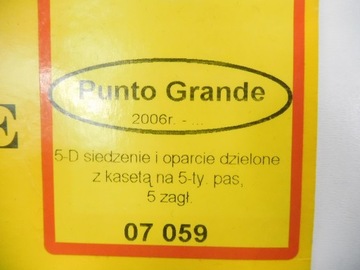 Punto Grande
2006r. - ...
E
5-D siedzenie i oparcie dzielone
z kasetą na 5-ty. pas,
5 zagł.
07 059